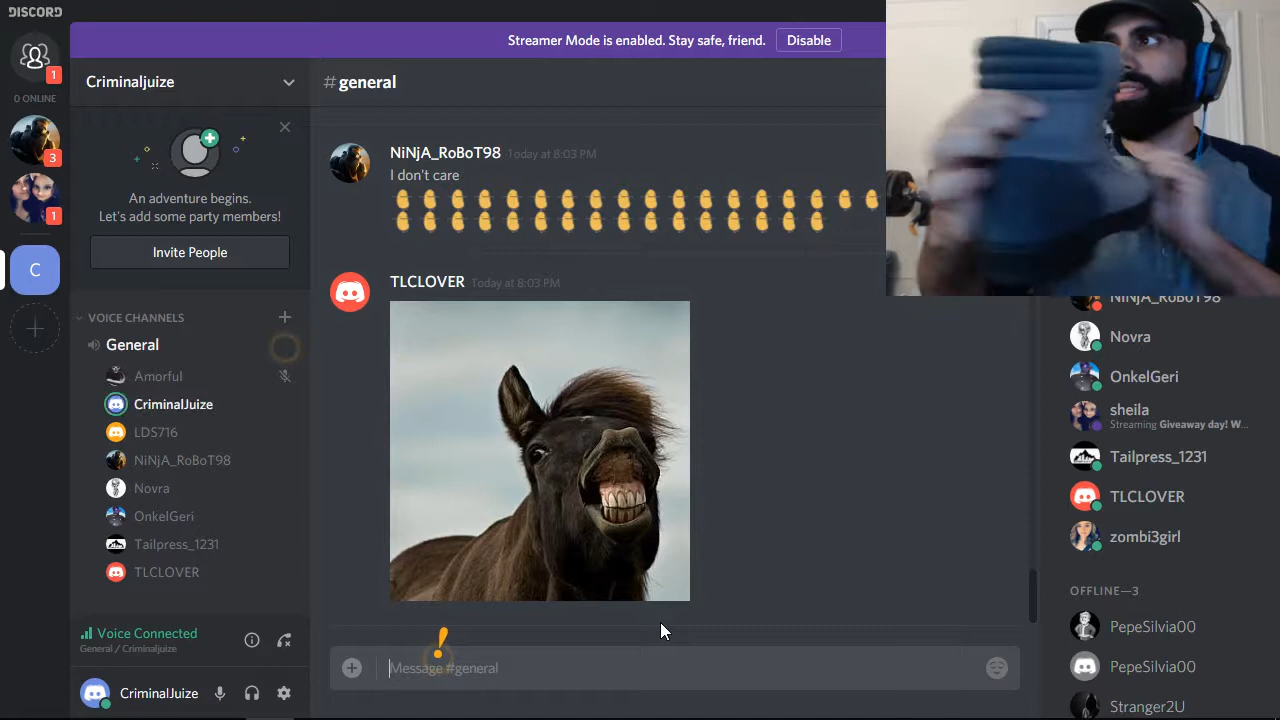 DISCORD
Streamer Mode is enabled. Stay safe, friend.
Disable
1
0 ONLINE
3
1
C
Criminaljuize
An adventure begins.
Let's add some party members!
Invite People
VOICE CHANNELS
General
Amorful
CriminalJuize
LDS716
NiNjA_RoBoT98
Novra
OnkelGeri
Tailpress_1231
TLCLOVER
Voice Connected
General / Criminaljuize
CriminalJuize
# general
NiNjA_RoBoT98 Today at 8:03 PM
I don't care
TLCLOVER Today at 8:03 PM
Message #general
NiNjA_RoBoT98
Novra
OnkelGeri
sheila
Streaming Giveaway day! W...
Tailpress_1231
TLCLOVER
zombi3girl
OFFLINE—3
PepeSilvia00
PepeSilvia00
Stranger2U